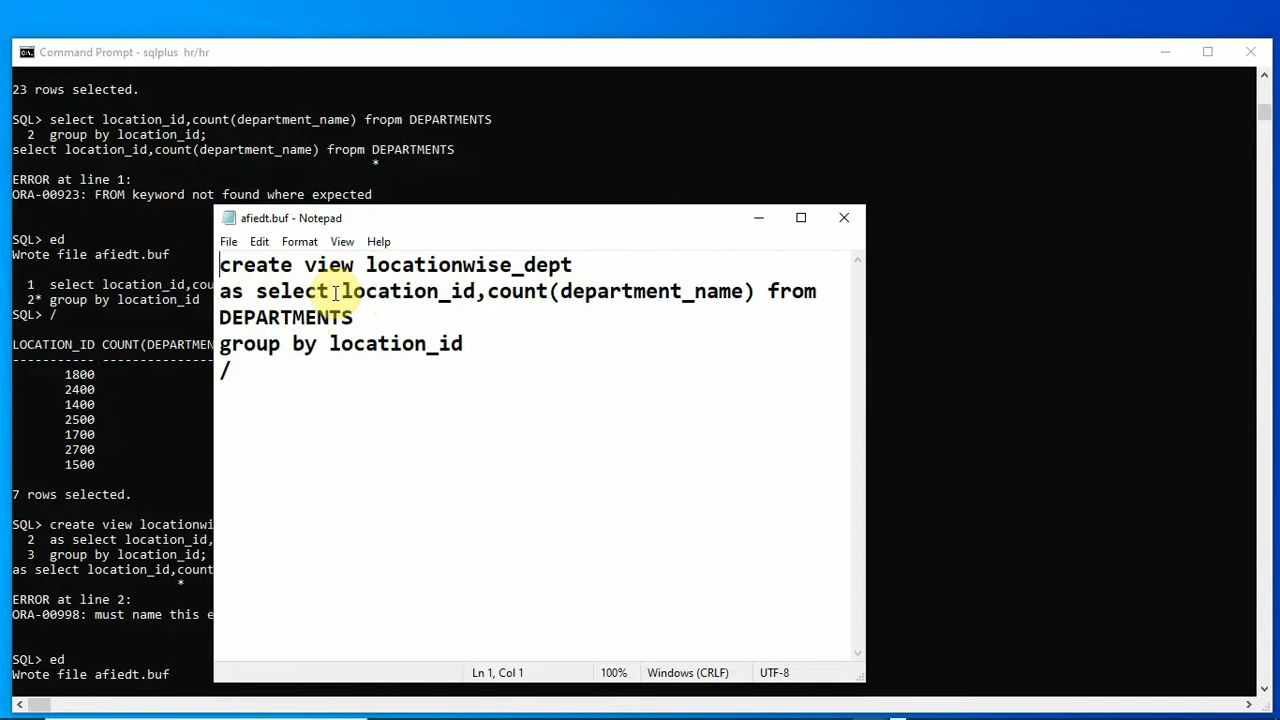 Command Prompt - sqlplus hr/hr
23 rows selected.
SQL> select location_id,count(department_name) fropm DEPARTMENTS
2 group by location_id;
select location_id,count(department_name) fropm DEPARTMENTS
*
ERROR at line 1:
ORA-00923: FROM keyword not found where expected
SQL> ed
Wrote file afiedt.buf
1 select location_id,cou
2* group by location_id
SQL> /
LOCATION_ID COUNT(DEPARTMEN
----------- ---------------
1800
2400
1400
2500
1700
2700
1500
7 rows selected.
SQL> create view locationwi
2 as select location_id,
3 group by location_id;
as select location_id,count
*
ERROR at line 2:
ORA-00998: must name this e
SQL> ed
Wrote file afiedt.buf
afiedt.buf - Notepad
File Edit Format View Help
create view locationwise_dept
as select location_id,count(department_name) from
DEPARTMENTS
group by location_id
/
Ln 1, Col 1 100% Windows (CRLF) UTF-8